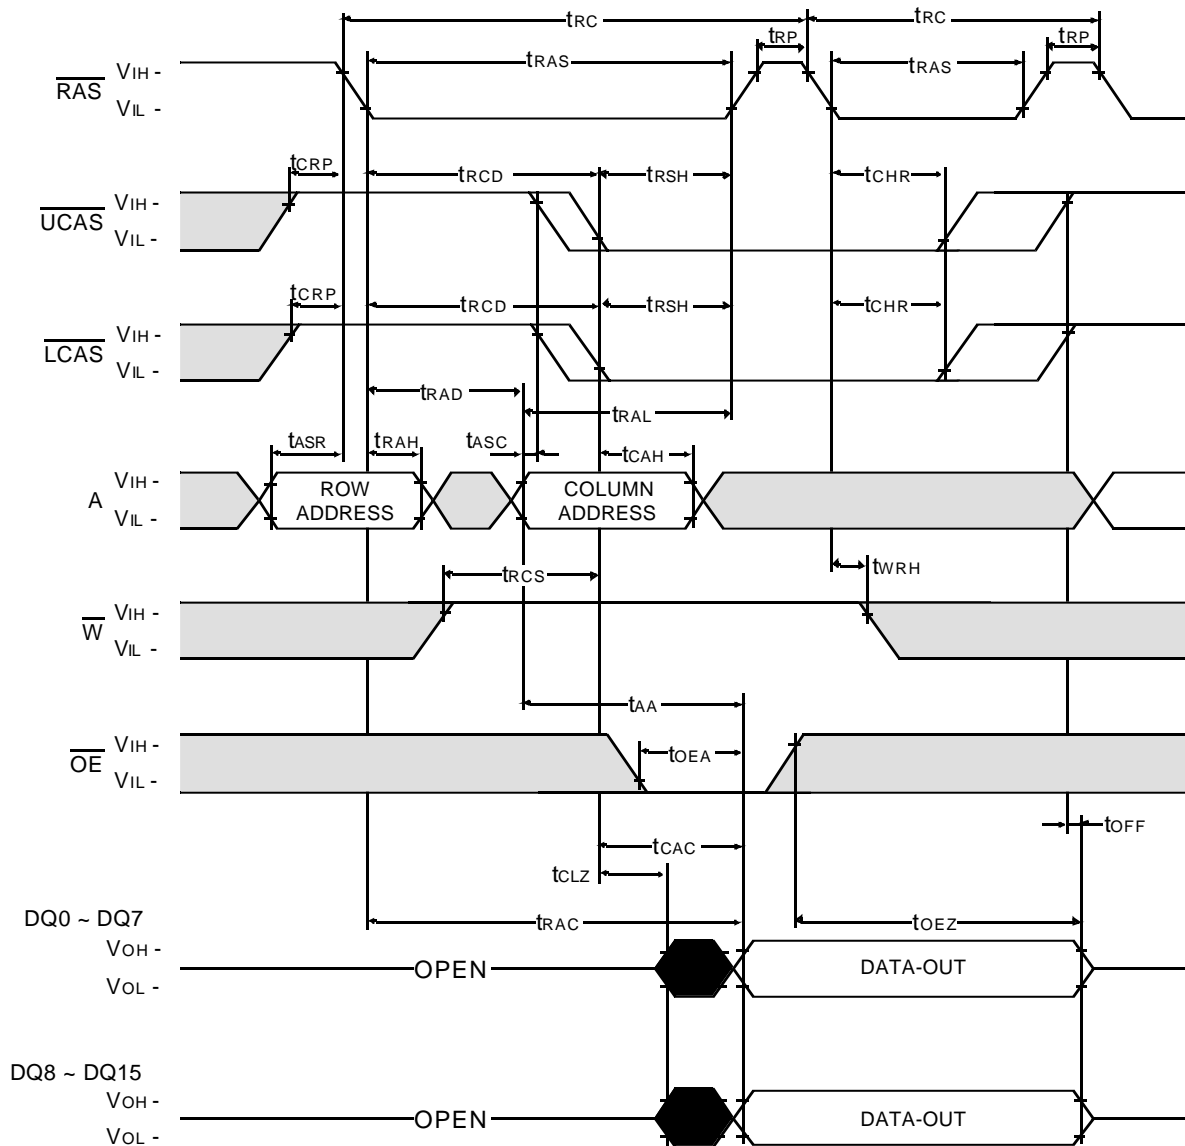 tRC tRC
tRP tRP
tRAS tRAS
RAS VIH -
VIL -
tCRP tRCD tRSH tCHR
UCAS VIH -
VIL -
tCRP tRCD tRSH tCHR
LCAS VIH -
VIL -
tRAD
tRAL
tASR tRAH tASC tCAH
A VIH -
VIL -
ROW ADDRESS
COLUMN ADDRESS
tRCS tWRH
W VIH -
VIL -
tAA
OE VIH -
VIL -
tOEA
tOFF
tCAC
tCLZ
DQ0 ~ DQ7
tRAC tOEZ
VOH -
OPEN DATA-OUT
VOL -
DQ8 ~ DQ15
VOH -
OPEN DATA-OUT
VOL -